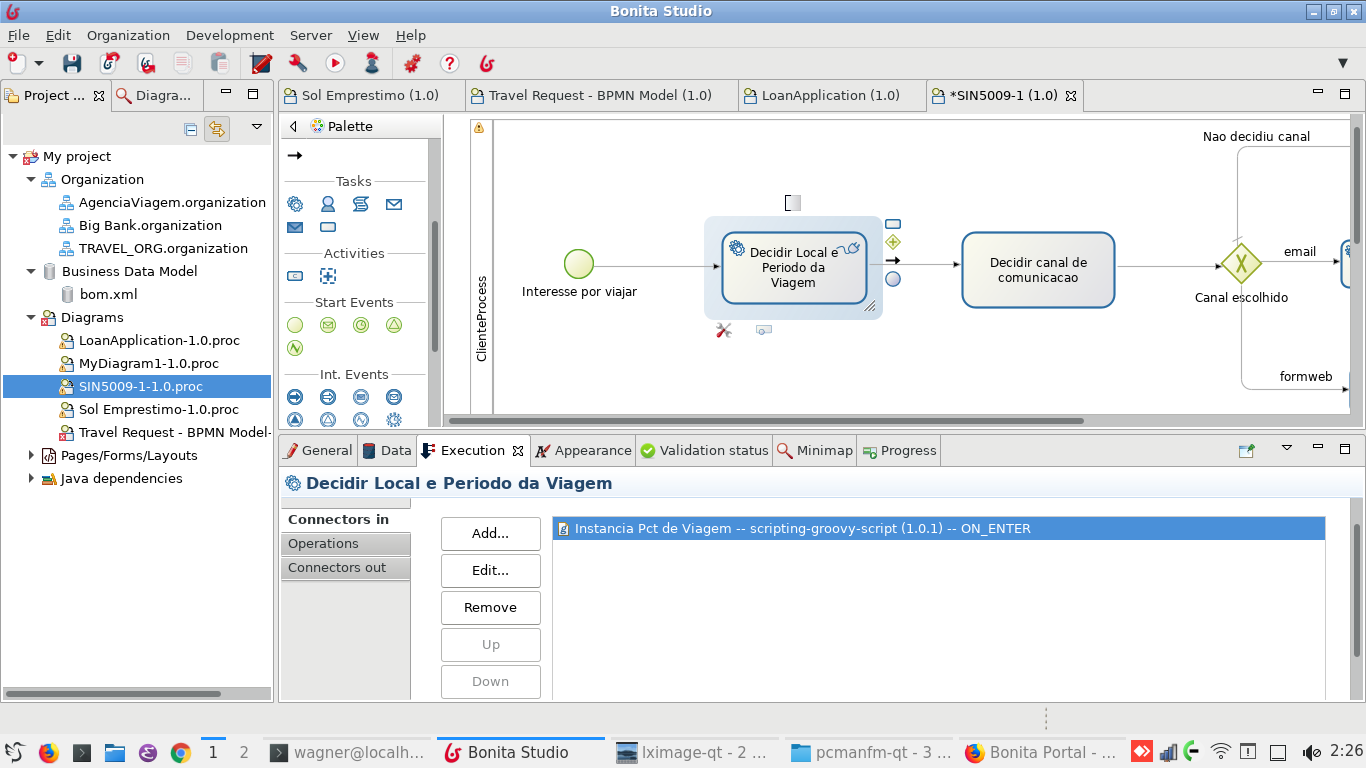 Bonita Studio
File Edit Organization Development Server View Help
Project ... Diagra...
Sol Emprestimo (1.0) Travel Request - BPMN Model (1.0) LoanApplication (1.0) *SIN5009-1 (1.0)
My project
Organization
AgenciaViagem.organization
Big Bank.organization
TRAVEL_ORG.organization
Business Data Model
bom.xml
Diagrams
LoanApplication-1.0.proc
MyDiagram1-1.0.proc
SIN5009-1-1.0.proc
Sol Emprestimo-1.0.proc
Travel Request - BPMN Model-
Pages/Forms/Layouts
Java dependencies
Palette
Tasks
Activities
Start Events
Int. Events
ClienteProcess
Interesse por viajar
Decidir Local e
Periodo da
Viagem
Decidir canal de
comunicacao
Nao decidiu canal
email
Canal escolhido
formweb
General Data Execution Appearance Validation status Minimap Progress
Decidir Local e Periodo da Viagem
Connectors in
Operations
Connectors out
Add...
Edit...
Remove
Up
Down
Instancia Pct de Viagem -- scripting-groovy-script (1.0.1) -- ON_ENTER
1 2 wagner@localh... Bonita Studio lximage-qt - 2 ... pcmanfm-qt - 3 ... Bonita Portal - ... 2:26